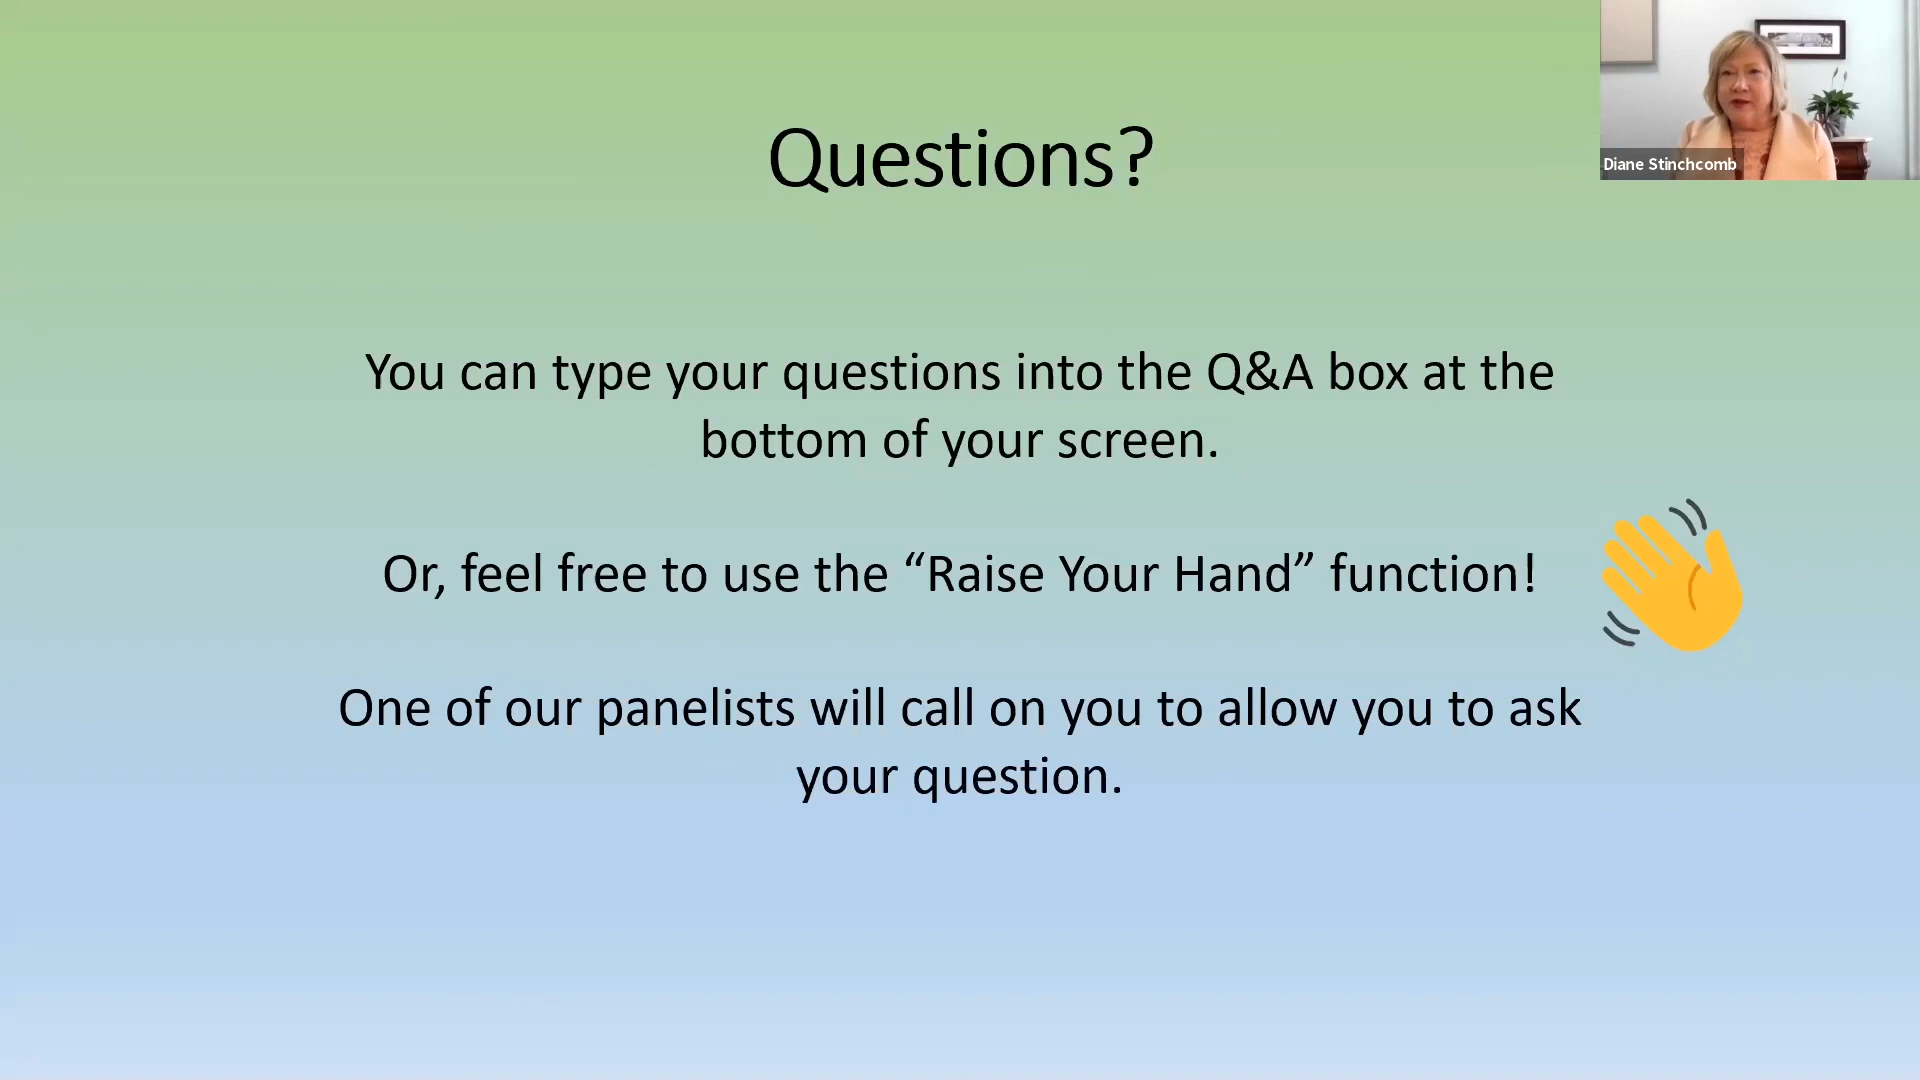 Questions?
Diane Stinchcomb
You can type your questions into the Q&A box at the
bottom of your screen.
Or, feel free to use the “Raise Your Hand” function!
One of our panelists will call on you to allow you to ask
your question.